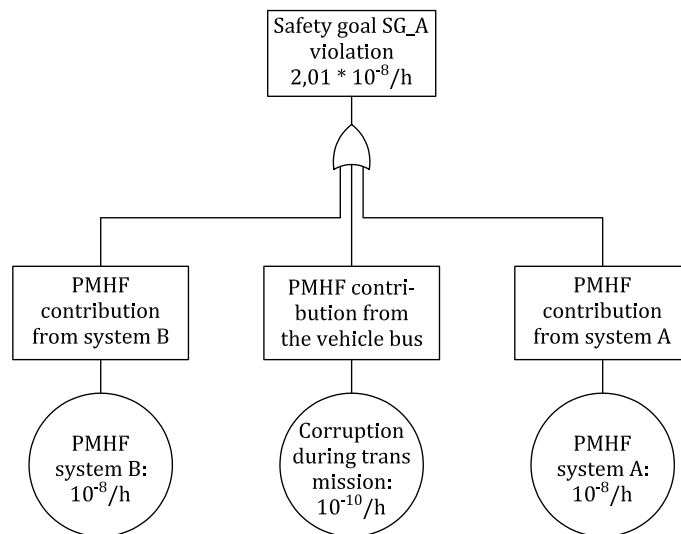 Safety goal SG_A
violation
2,01 * 10⁻⁸/h
PMHF
contribution
from system B
PMHF contri-
bution from
the vehicle bus
PMHF
contribution
from system A
PMHF
system B:
10⁻⁸/h
Corruption
during trans
mission:
10⁻¹⁰/h
PMHF
system A:
10⁻⁸/h